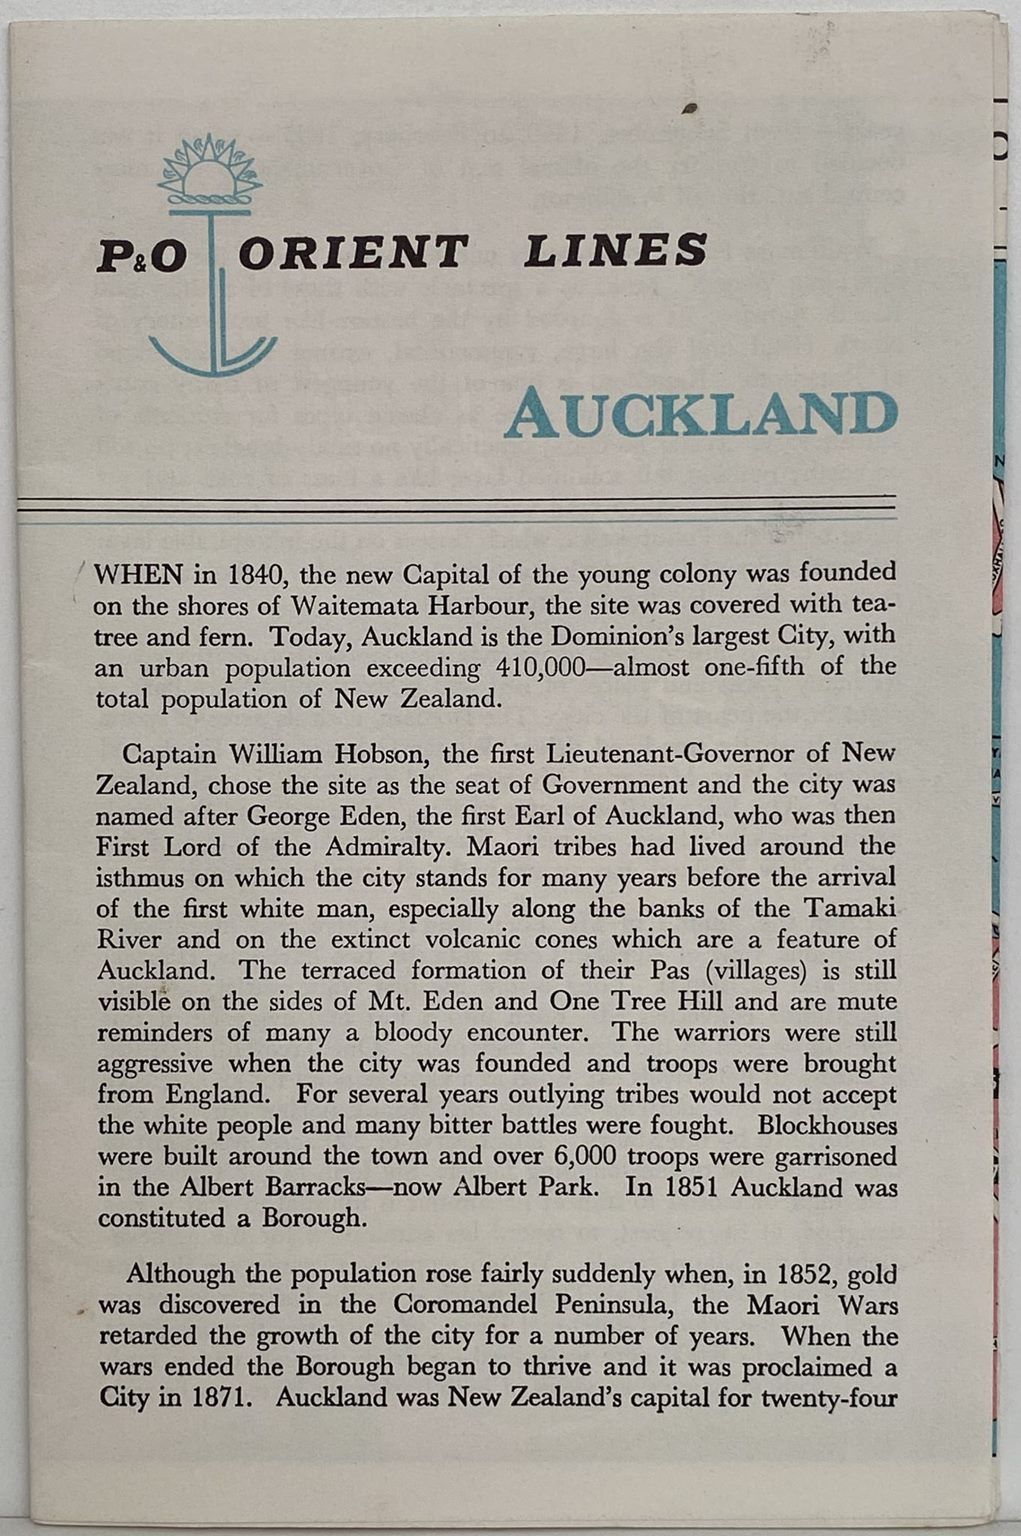 P&O ORIENT LINES
AUCKLAND
WHEN in 1840, the new Capital of the young colony was founded
on the shores of Waitemata Harbour, the site was covered with tea-
tree and fern. Today, Auckland is the Dominion's largest City, with
an urban population exceeding 410,000—almost one-fifth of the
total population of New Zealand.
Captain William Hobson, the first Lieutenant-Governor of New
Zealand, chose the site as the seat of Government and the city was
named after George Eden, the first Earl of Auckland, who was then
First Lord of the Admiralty. Maori tribes had lived around the
isthmus on which the city stands for many years before the arrival
of the first white man, especially along the banks of the Tamaki
River and on the extinct volcanic cones which are a feature of
Auckland. The terraced formation of their Pas (villages) is still
visible on the sides of Mt. Eden and One Tree Hill and are mute
reminders of many a bloody encounter. The warriors were still
aggressive when the city was founded and troops were brought
from England. For several years outlying tribes would not accept
the white people and many bitter battles were fought. Blockhouses
were built around the town and over 6,000 troops were garrisoned
in the Albert Barracks—now Albert Park. In 1851 Auckland was
constituted a Borough.
Although the population rose fairly suddenly when, in 1852, gold
was discovered in the Coromandel Peninsula, the Maori Wars
retarded the growth of the city for a number of years. When the
wars ended the Borough began to thrive and it was proclaimed a
City in 1871. Auckland was New Zealand's capital for twenty-four